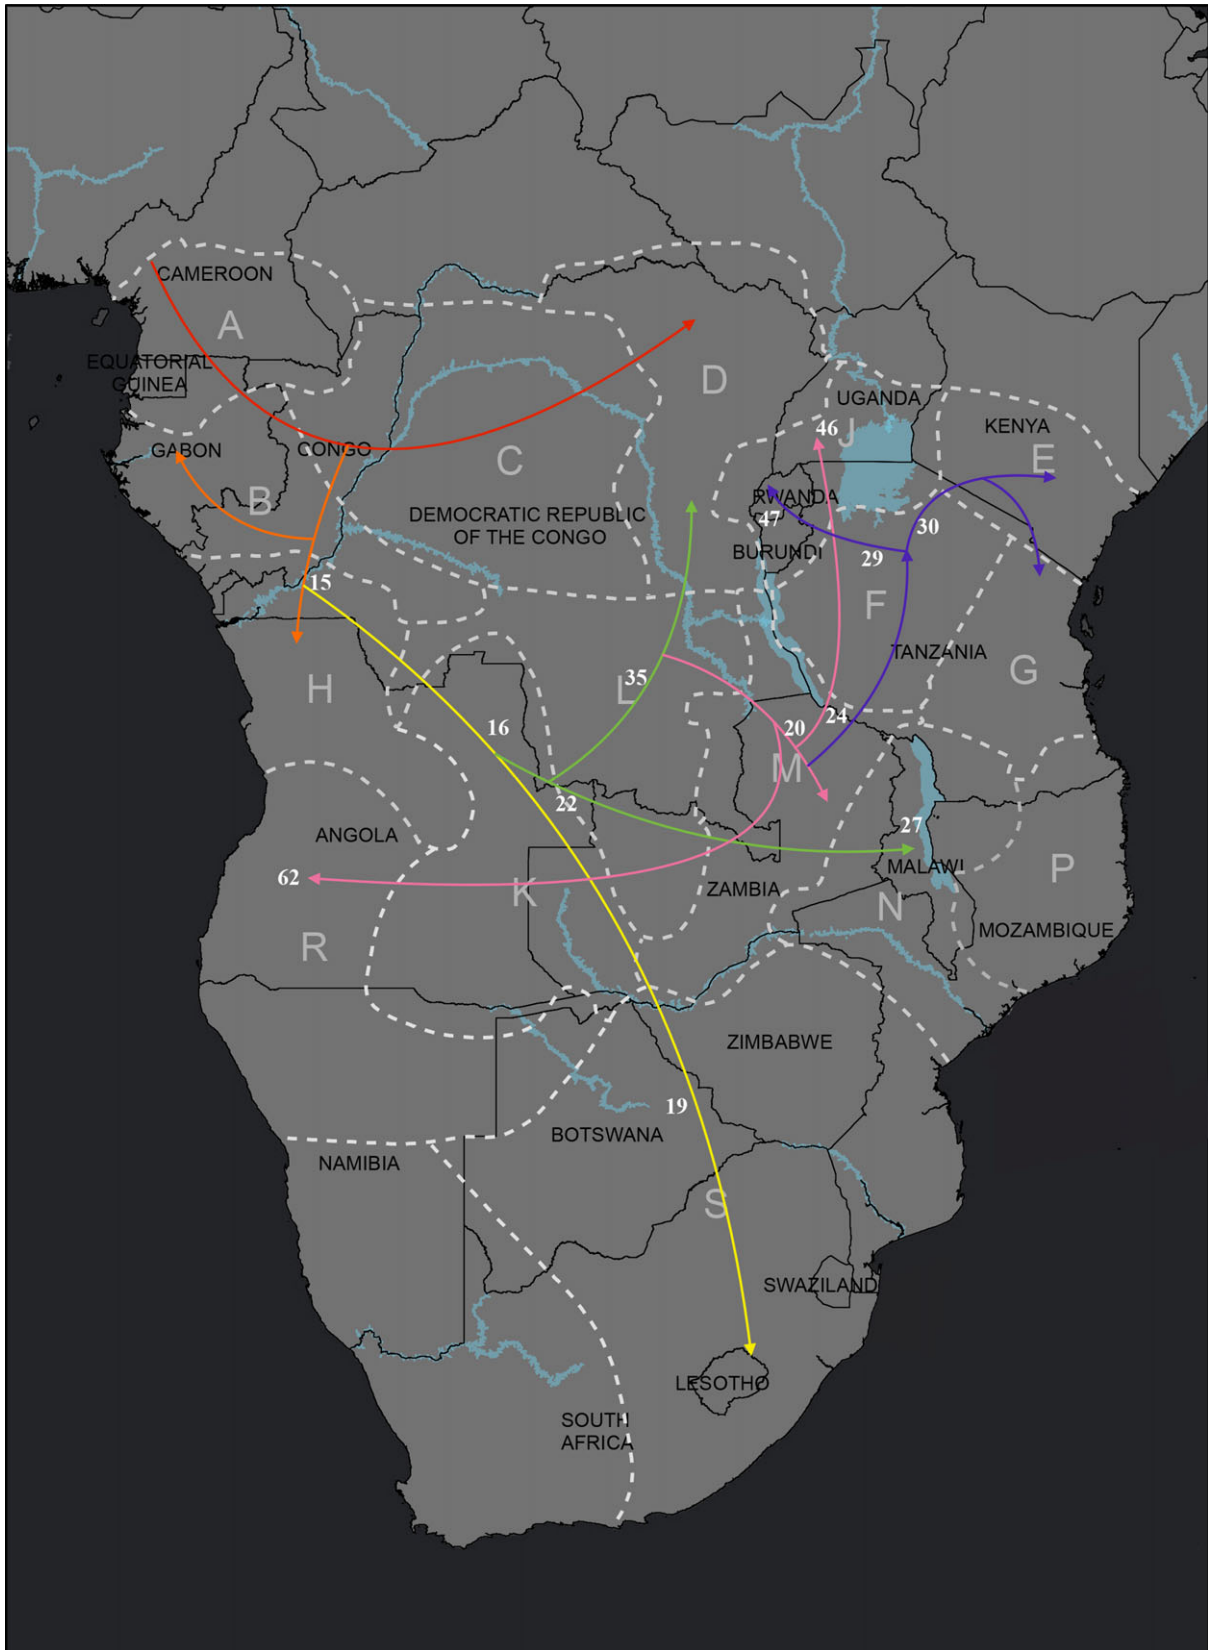 CAMEROON
A
EQUATORIAL
GUINEA
D
UGANDA
KENYA
46
J
E
GABON
CONGO
C
B
RWANDA
DEMOCRATIC REPUBLIC
OF THE CONGO
47
30
BURUNDI
29
15
F
TANZANIA
G
H
35
L
24
16
20
M
22
27
ANGOLA
MALAWI
P
62
K
ZAMBIA
N
R
MOZAMBIQUE
ZIMBABWE
19
BOTSWANA
NAMIBIA
S
SWAZILAND
LESOTHO
SOUTH
AFRICA